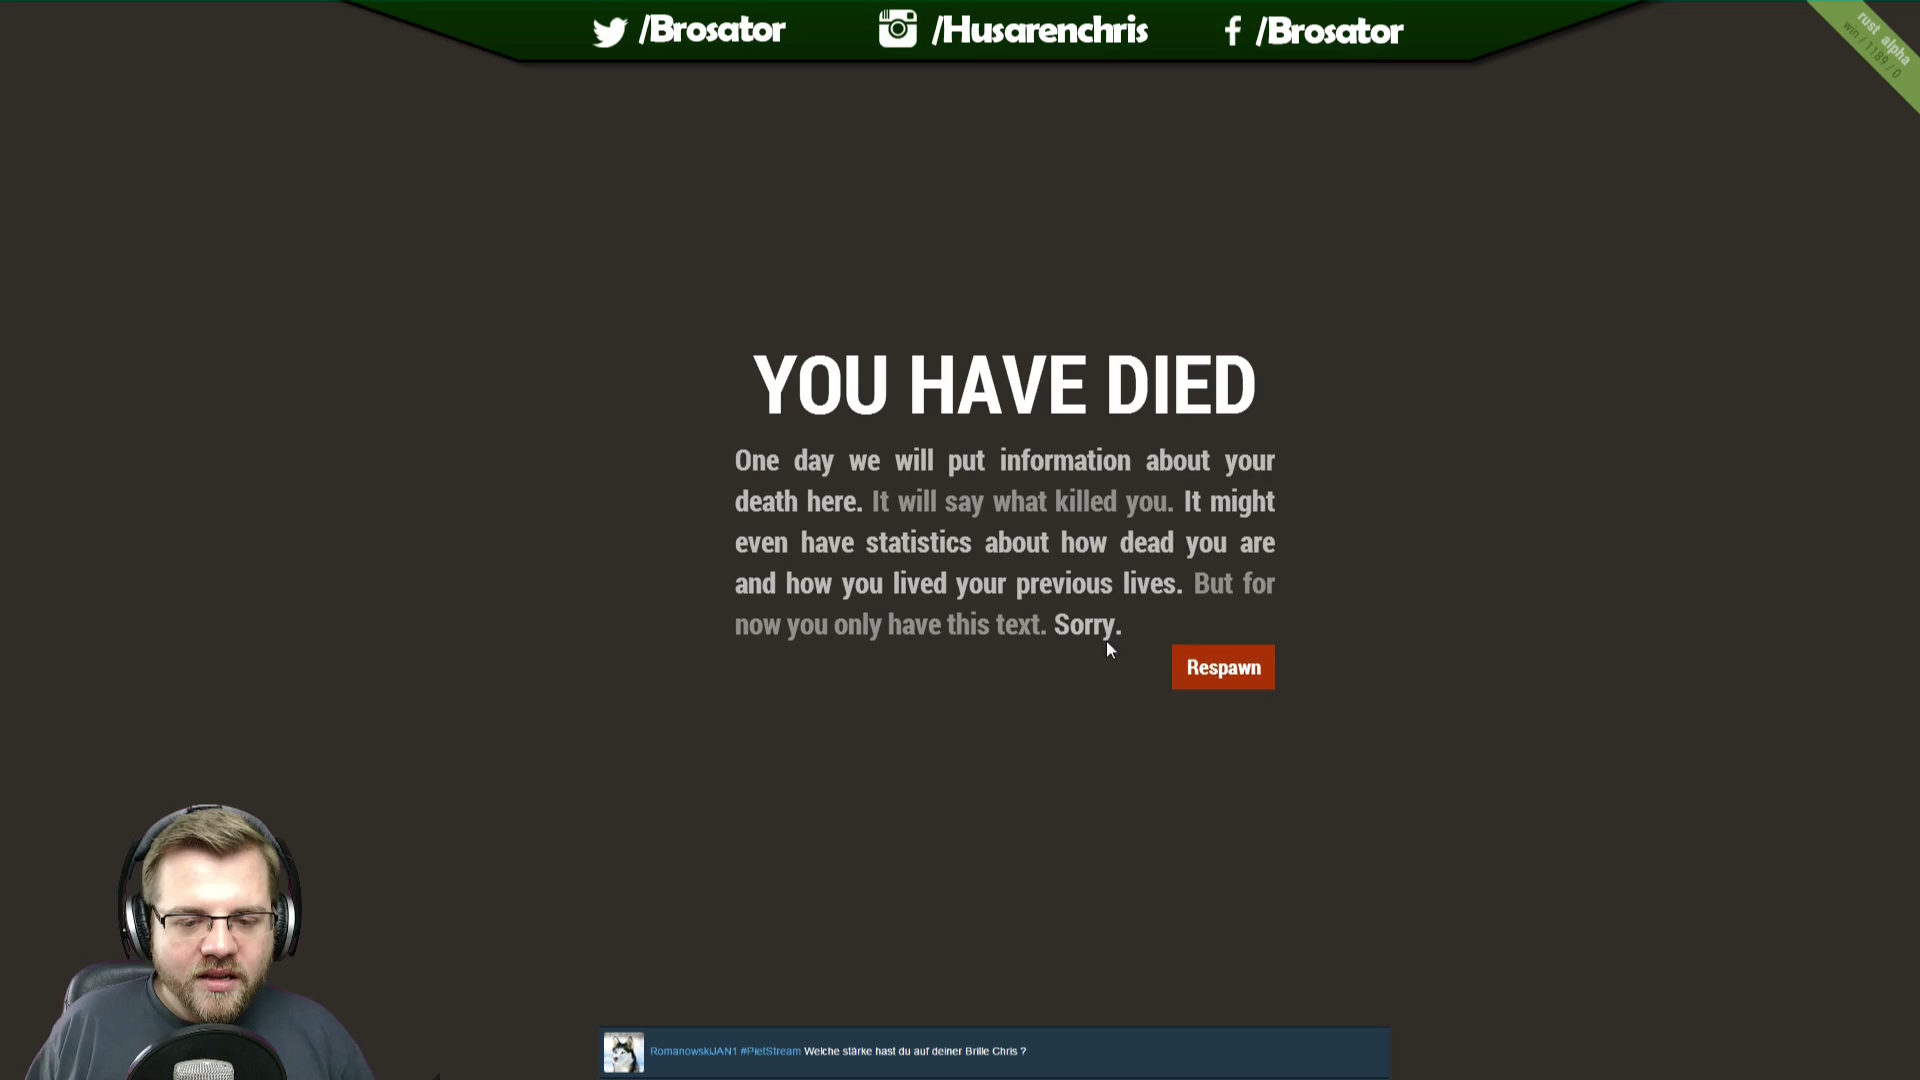 /Brosator /Husarenchris /Brosator
rust alpha
win / 1189 / 0
YOU HAVE DIED
One day we will put information about your
death here. It will say what killed you. It might
even have statistics about how dead you are
and how you lived your previous lives. But for
now you only have this text. Sorry.
Respawn
RomanowskiJAN1 #PietStream Welche stärke hast du auf deiner Brille Chris ?